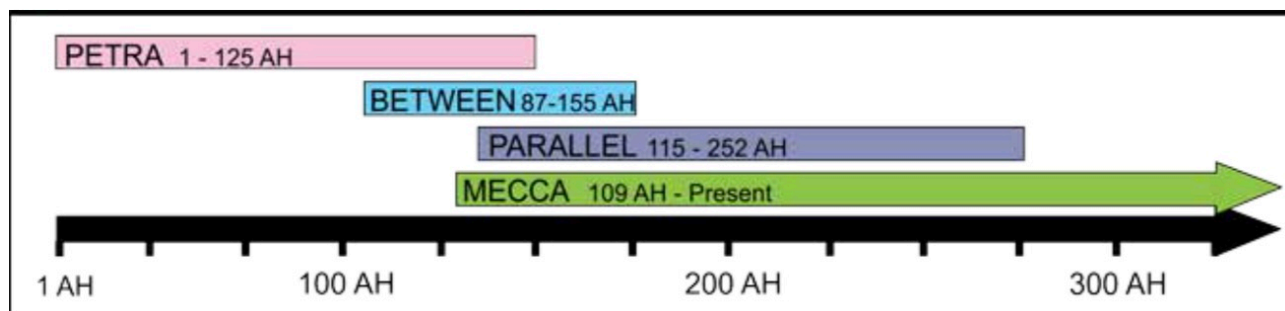 PETRA 1 - 125 AH
BETWEEN 87-155 AH
PARALLEL 115 - 252 AH
MECCA 109 AH - Present
1 AH 100 AH 200 AH 300 AH